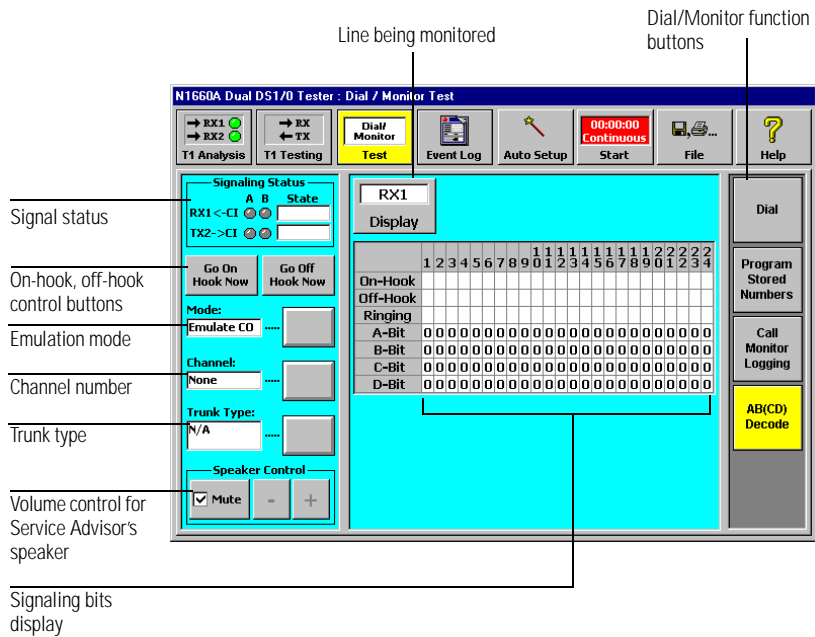 Line being monitored
Dial/Monitor function
buttons
N1660A Dual DS1/0 Tester : Dial / Monitor Test
→ RX1
→ RX2
T1 Analysis
→ RX
← TX
T1 Testing
Dial/
Monitor
Test
Event Log
Auto Setup
00:00:00
Continuous
Start
File
Help
Signaling Status
A B State
RX1<-CI
TX2->CI
Go On
Hook Now
Go Off
Hook Now
Mode:
Emulate CO
Channel:
None
Trunk Type:
N/A
Speaker Control
Mute - +
RX1
Display
1 2 3 4 5 6 7 8 9 10 11 12 13 14 15 16 17 18 19 20 21 22 23 24
On-Hook
Off-Hook
Ringing
A-Bit 0 0 0 0 0 0 0 0 0 0 0 0 0 0 0 0 0 0 0 0 0 0 0 0
B-Bit 0 0 0 0 0 0 0 0 0 0 0 0 0 0 0 0 0 0 0 0 0 0 0 0
C-Bit 0 0 0 0 0 0 0 0 0 0 0 0 0 0 0 0 0 0 0 0 0 0 0 0
D-Bit 0 0 0 0 0 0 0 0 0 0 0 0 0 0 0 0 0 0 0 0 0 0 0 0
Dial
Program
Stored
Numbers
Call
Monitor
Logging
AB(CD)
Decode
Signal status
On-hook, off-hook
control buttons
Emulation mode
Channel number
Trunk type
Volume control for
Service Advisor's
speaker
Signaling bits
display